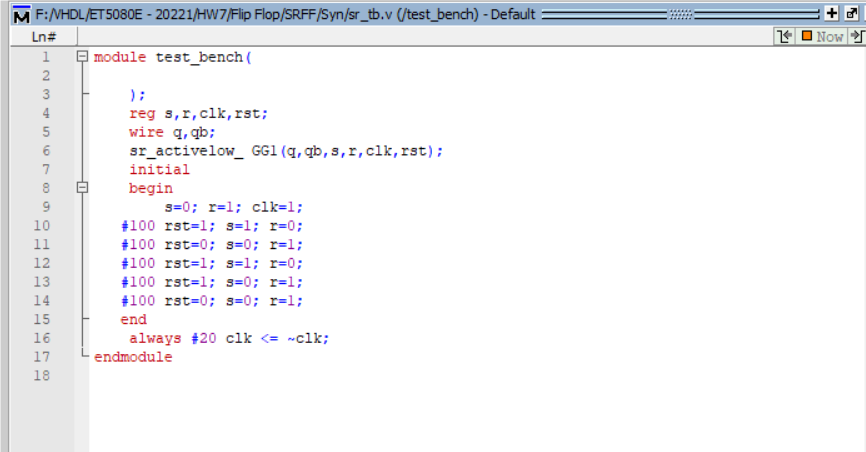 F:/VHDL/ET5080E - 20221/HW7/Flip Flop/SRFF/Syn/sr_tb.v (/test_bench) - Default
Ln#
Now
1 module test_bench(
2
3 );
4 reg s,r,clk,rst;
5 wire q,qb;
6 sr_activelow_ GG1(q,qb,s,r,clk,rst);
7 initial
8 begin
9 s=0; r=1; clk=1;
10 #100 rst=1; s=1; r=0;
11 #100 rst=0; s=0; r=1;
12 #100 rst=1; s=1; r=0;
13 #100 rst=1; s=0; r=1;
14 #100 rst=0; s=0; r=1;
15 end
16 always #20 clk <= ~clk;
17 endmodule
18